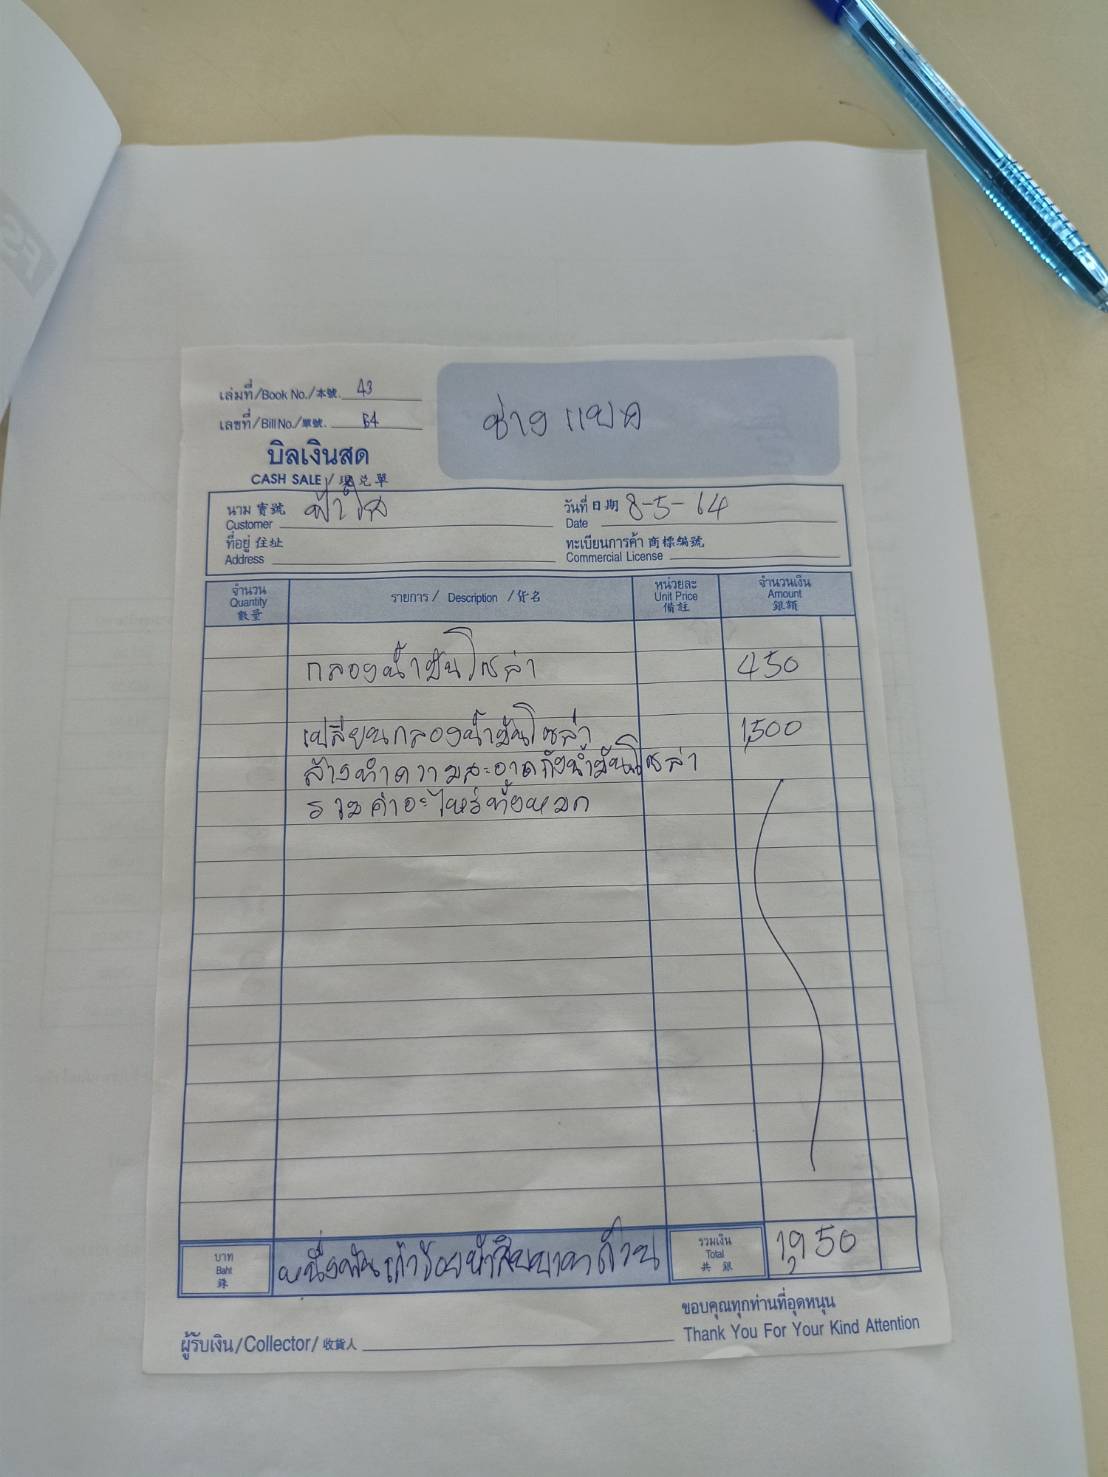 เล่มที่/Book No./本號. 43
เลขที่/Bill No./單號. 64
บิลเงินสด
CASH SALE / 現兑單
ช่าง แบค
นาม寶號 ฟ้าใส
Customer
วันที่日期 8-5-64
Date
ที่อยู่住址
Address
ทะเบียนการค้า商標編號
Commercial License
จำนวน
Quantity
數量
รายการ / Description / 貨名
หน่วยละ
Unit Price
備註
จำนวนเงิน
Amount
銀額
กลองน้ำมันโซล่า 450
เปลี่ยนกลองน้ำมันโซล่า 1,500
ล้างทำความสะอาดถังน้ำมันโซล่า
รวมค่าอะไหร่ทั้งหมด
บาท
Baht
銖
หนึ่งพันเก้าร้อยห้าสิบบาทถ้วน
รวมเงิน
Total
共銀
1,950
ขอบคุณทุกท่านที่อุดหนุน
ผู้รับเงิน/Collector/收貨人
Thank You For Your Kind Attention